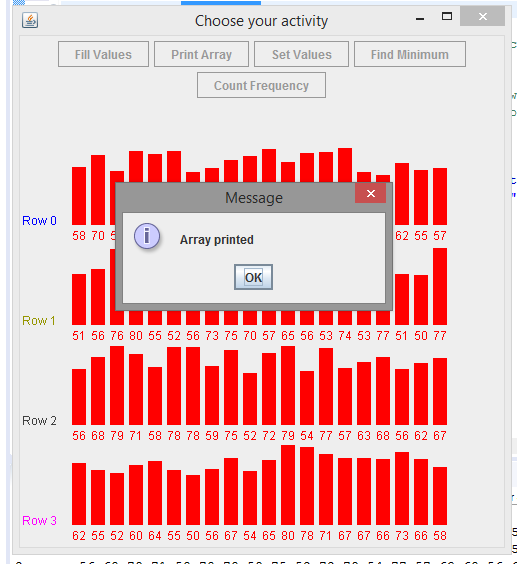 Choose your activity
Fill Values Print Array Set Values Find Minimum
Count Frequency
Message
Row 0
58 70 62 55 57
Array printed
OK
Row 1
51 56 76 80 55 52 56 73 75 70 57 65 56 53 74 53 77 51 50 77
Row 2
56 68 79 71 58 78 78 59 75 52 72 79 54 77 57 63 68 56 62 67
Row 3
62 55 52 60 64 55 50 56 67 54 66 80 78 71 67 67 66 73 66 58